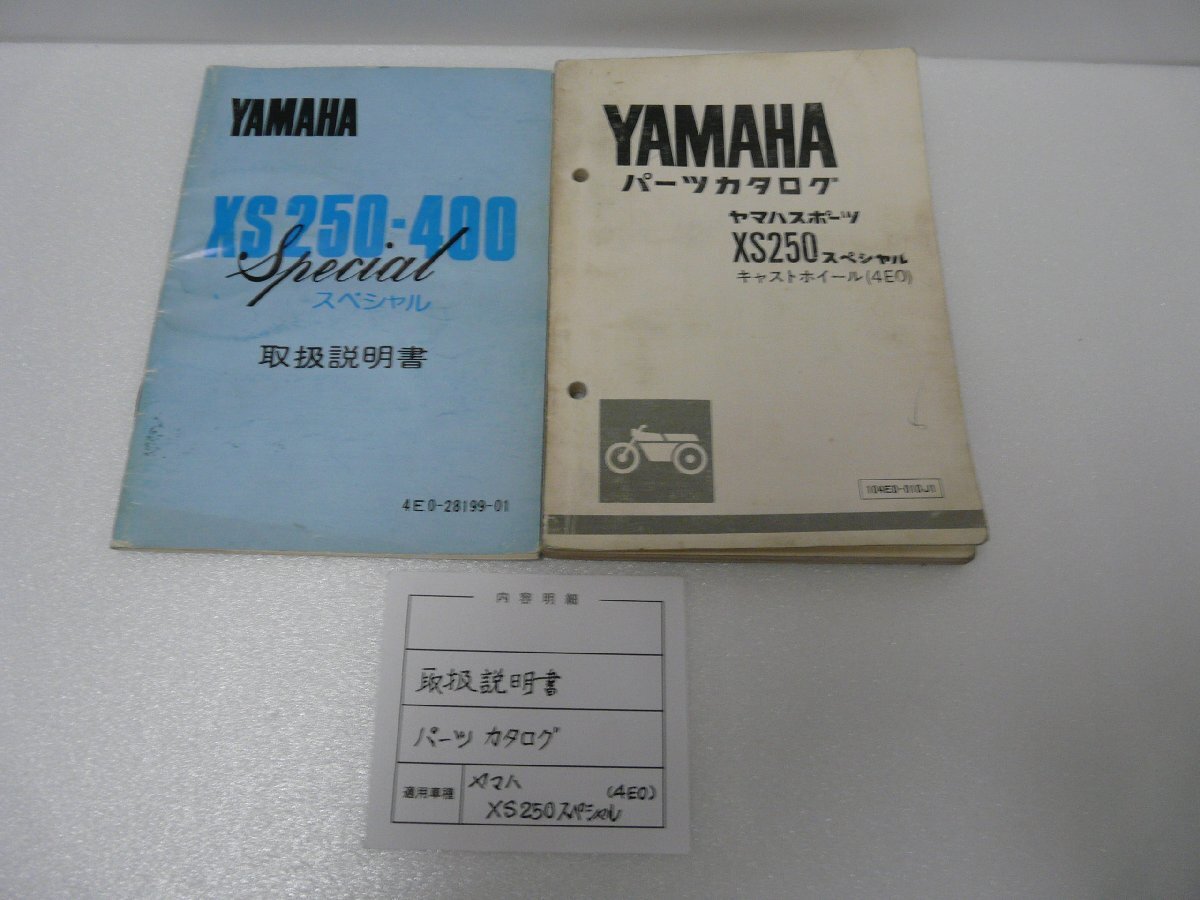 YAMAHA
XS250-400
Special
スペシャル
取扱説明書
4E0-28199-01
YAMAHA
パーツカタログ
ヤマハスポーツ
XS250スペシャル
キャストホイール(4E0)
104E0-010J1
内容明細
取扱説明書
パーツ カタログ
適用車種
ヤマハ (4E0)
XS250スペシャル